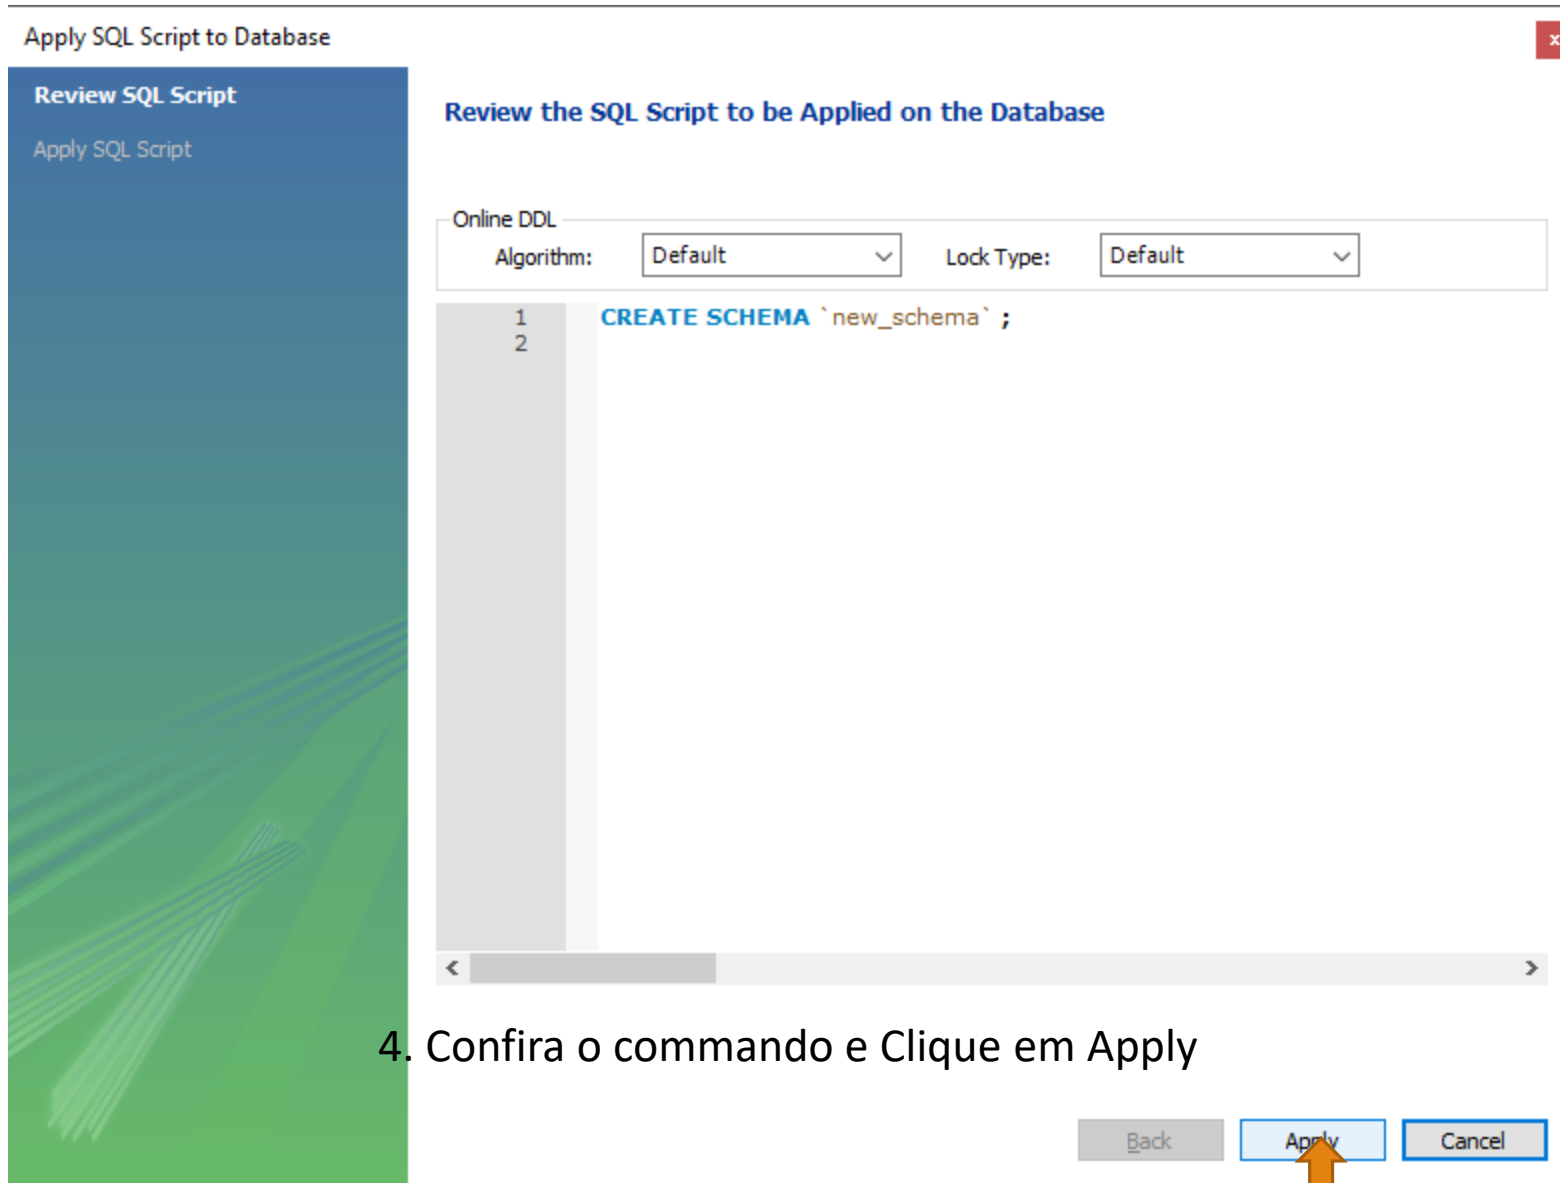 Apply SQL Script to Database
x
Review SQL Script
Apply SQL Script
Review the SQL Script to be Applied on the Database
Online DDL
Algorithm: Default Lock Type: Default
1 CREATE SCHEMA `new_schema` ;
2
4. Confira o commando e Clique em Apply
Back Apply Cancel